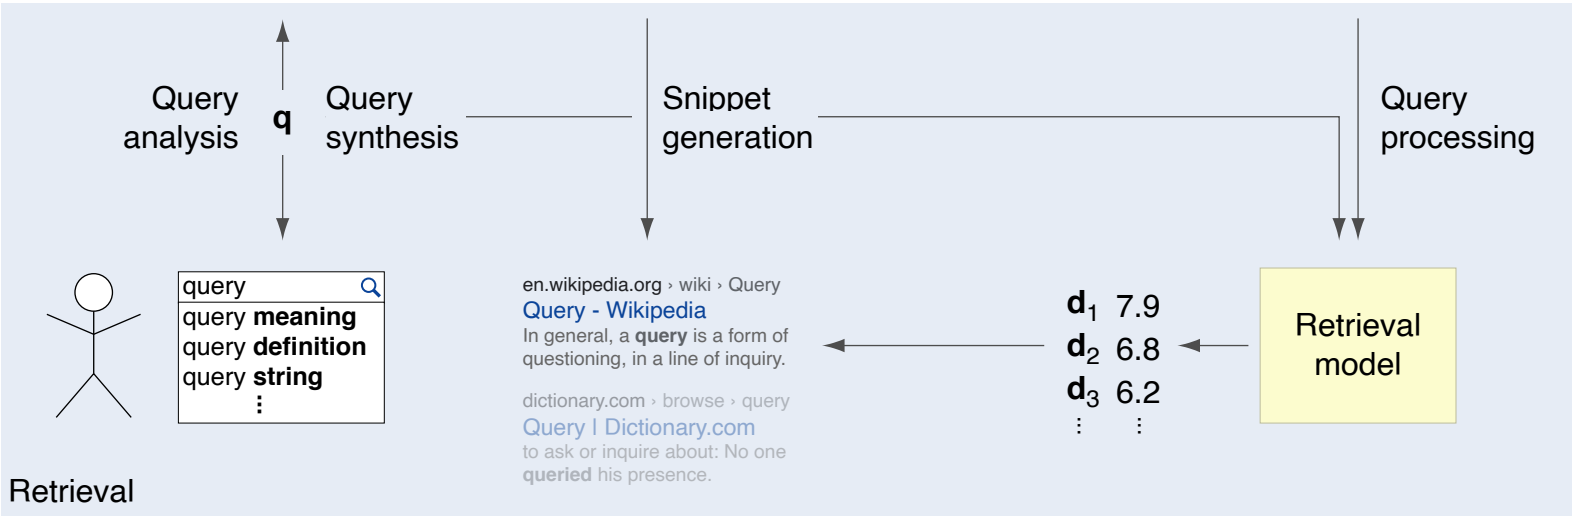 Query
analysis
q
Query
synthesis
Snippet
generation
Query
processing
query
query meaning
query definition
query string
⋮
en.wikipedia.org › wiki › Query
Query - Wikipedia
In general, a query is a form of
questioning, in a line of inquiry.
dictionary.com › browse › query
Query | Dictionary.com
to ask or inquire about: No one
queried his presence.
d1 7.9
d2 6.8
d3 6.2
⋮ ⋮
Retrieval
model
Retrieval